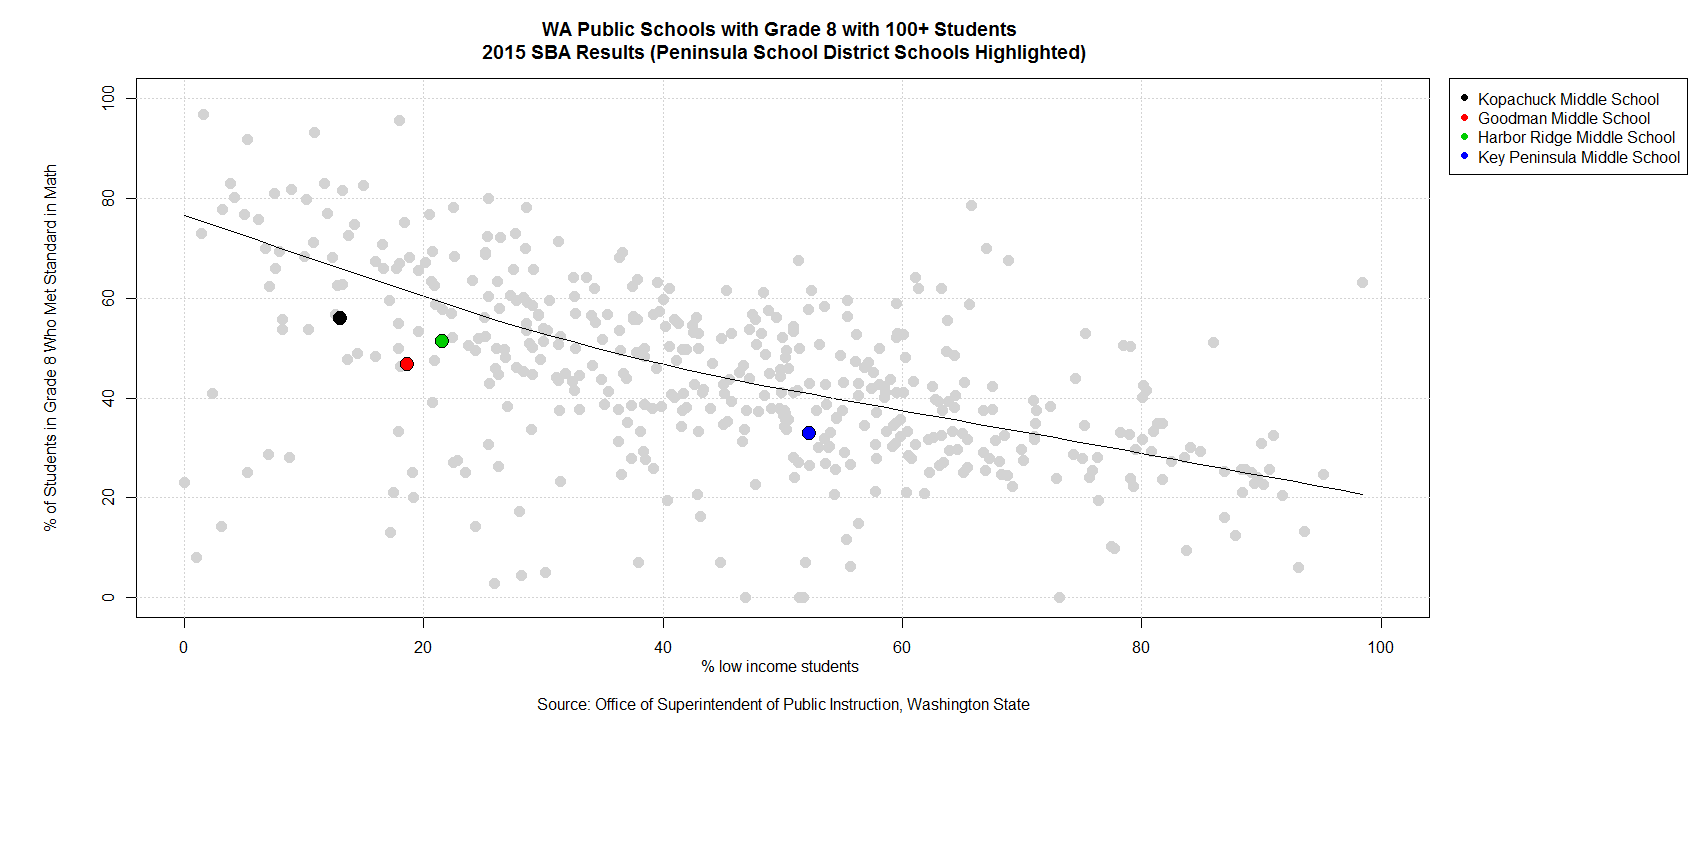 WA Public Schools with Grade 8 with 100+ Students
2015 SBA Results (Peninsula School District Schools Highlighted)
% of Students in Grade 8 Who Met Standard in Math
100
80
60
40
20
0
0 20 40 60 80 100
% low income students
Source: Office of Superintendent of Public Instruction, Washington State
Kopachuck Middle School
Goodman Middle School
Harbor Ridge Middle School
Key Peninsula Middle School